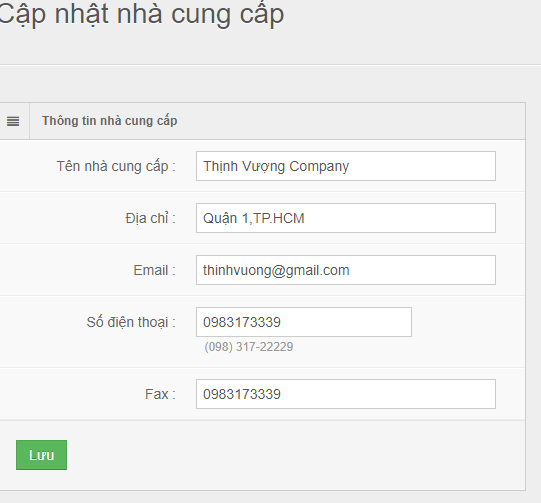 Cập nhật nhà cung cấp
Thông tin nhà cung cấp
Tên nhà cung cấp : Thịnh Vượng Company
Địa chỉ : Quận 1,TP.HCM
Email : thinhvuong@gmail.com
Số điện thoại : 0983173339
(098) 317-22229
Fax : 0983173339
Lưu